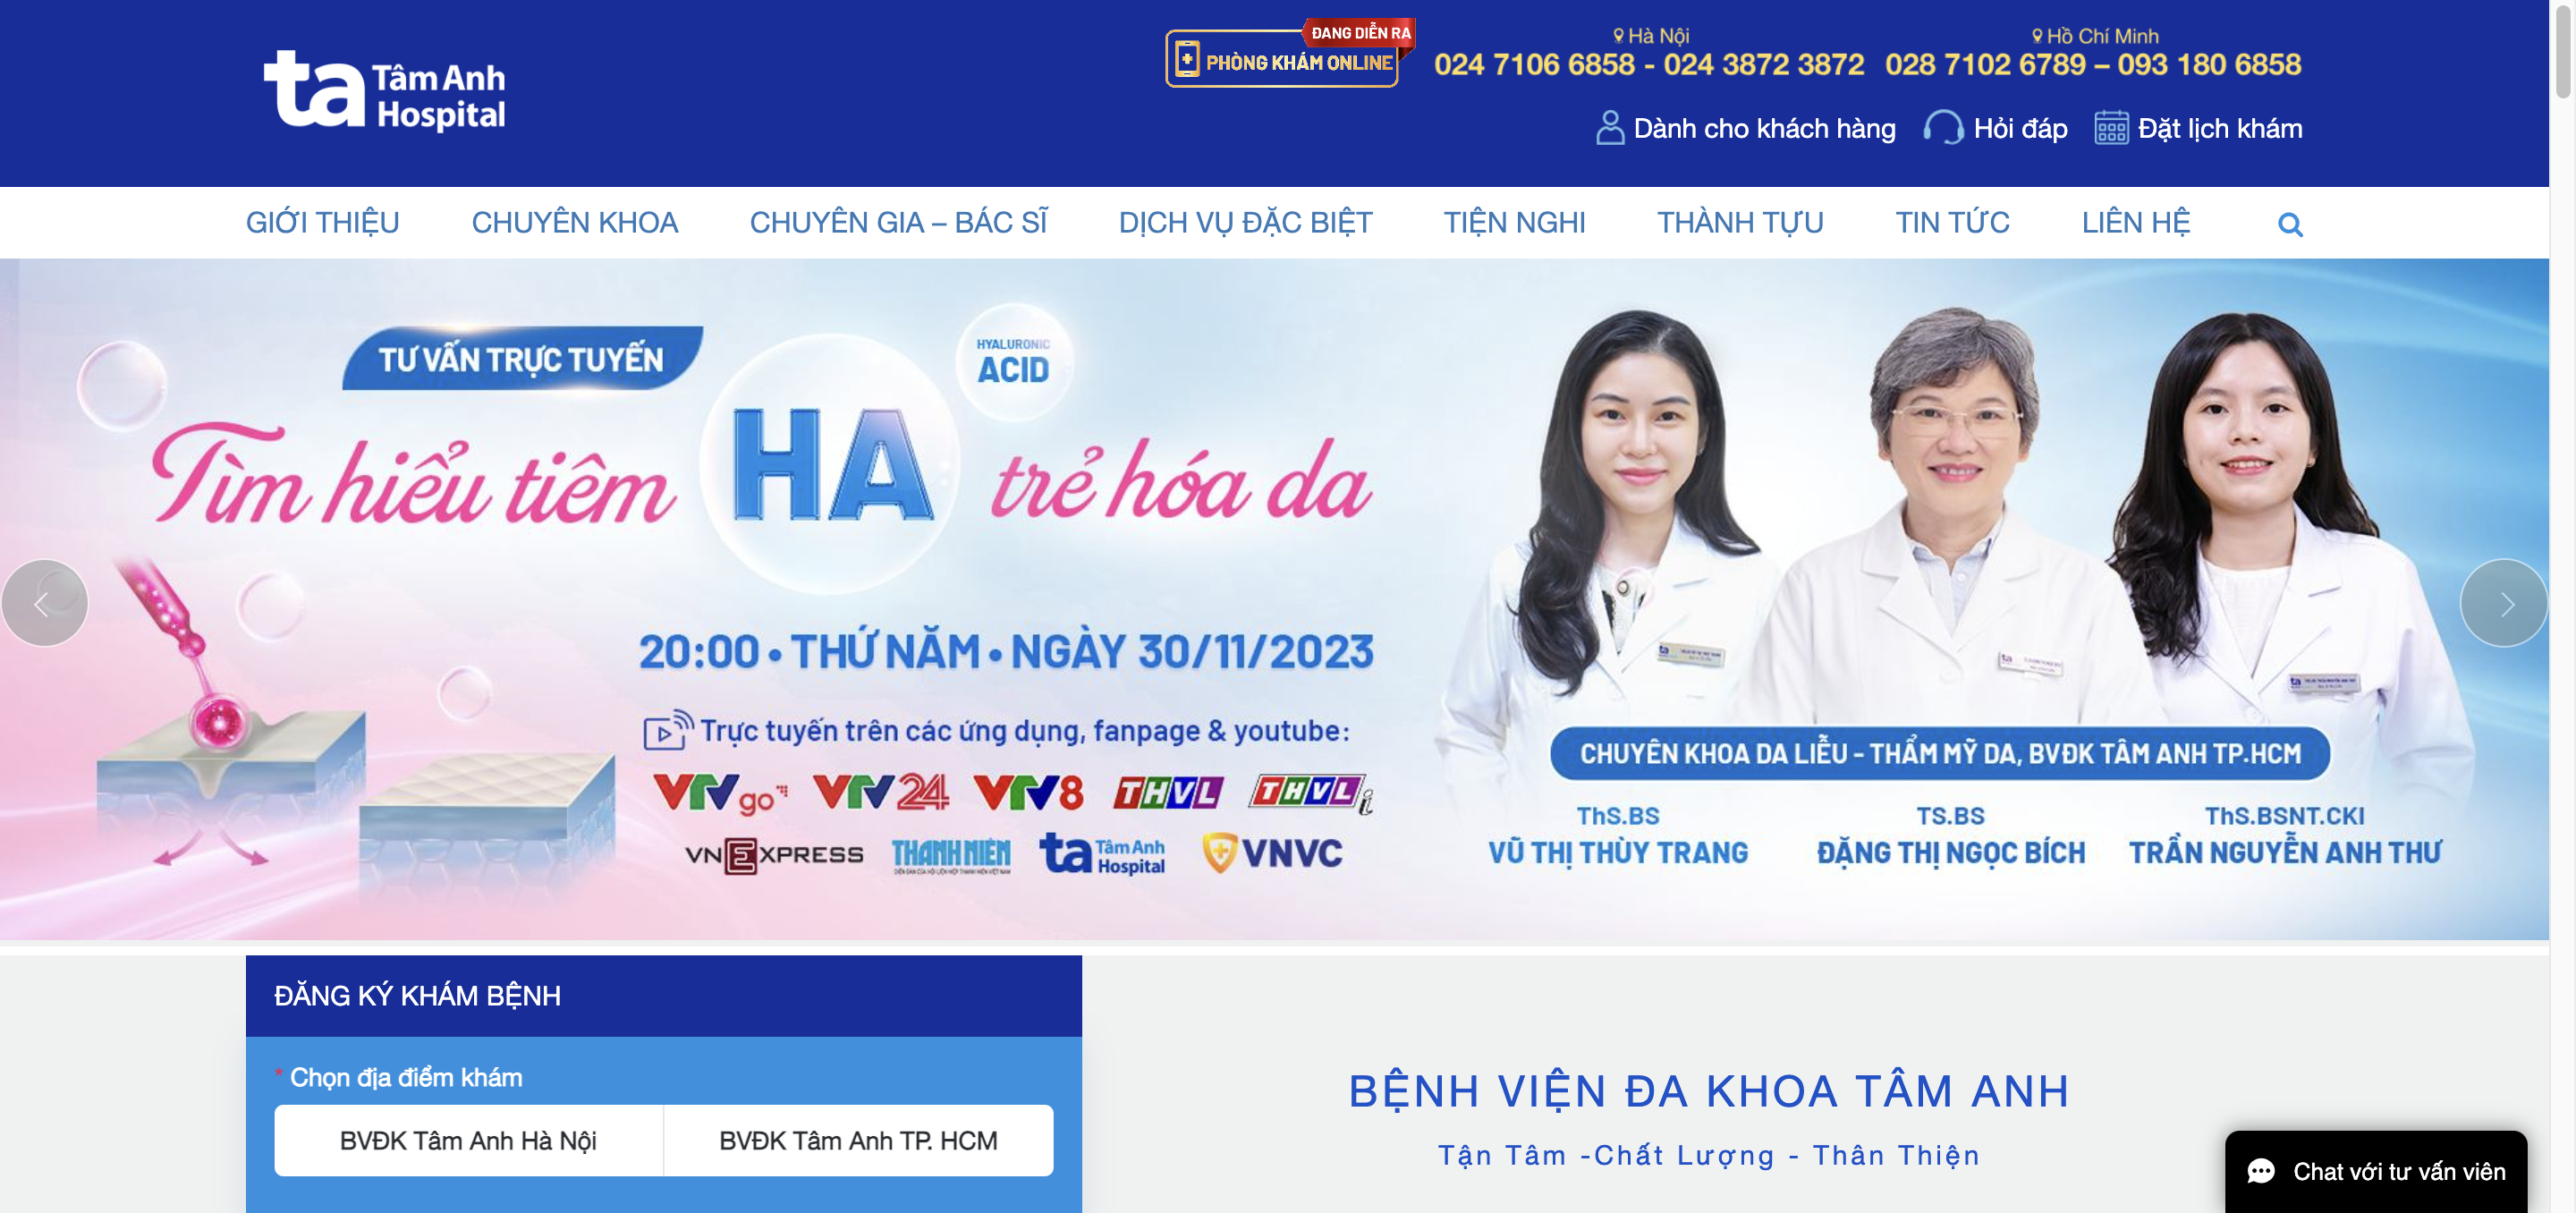 ta Tâm Anh Hospital
ĐANG DIỄN RA
PHÒNG KHÁM ONLINE
Hà Nội
024 7106 6858 - 024 3872 3872
Hồ Chí Minh
028 7102 6789 – 093 180 6858
Dành cho khách hàng
Hỏi đáp
Đặt lịch khám
GIỚI THIỆU
CHUYÊN KHOA
CHUYÊN GIA – BÁC SĨ
DỊCH VỤ ĐẶC BIỆT
TIỆN NGHI
THÀNH TỰU
TIN TỨC
LIÊN HỆ
TƯ VẤN TRỰC TUYẾN
HYALURONIC
ACID
Tìm hiểu tiêm HA trẻ hóa da
20:00 • THỨ NĂM • NGÀY 30/11/2023
Trực tuyến trên các ứng dụng, fanpage & youtube:
VTV go VTV 24 VTV8 THVL THVL i
VNEXPRESS THANH NIÊN ta Tâm Anh Hospital VNVC
CHUYÊN KHOA DA LIỄU - THẨM MỸ DA, BVĐK TÂM ANH TP.HCM
ThS.BS
VŨ THỊ THÙY TRANG
TS.BS
ĐẶNG THỊ NGỌC BÍCH
ThS.BSNT.CKI
TRẦN NGUYỄN ANH THƯ
ĐĂNG KÝ KHÁM BỆNH
* Chọn địa điểm khám
BVĐK Tâm Anh Hà Nội
BVĐK Tâm Anh TP. HCM
BỆNH VIỆN ĐA KHOA TÂM ANH
Tận Tâm -Chất Lượng - Thân Thiện
Chat với tư vấn viên